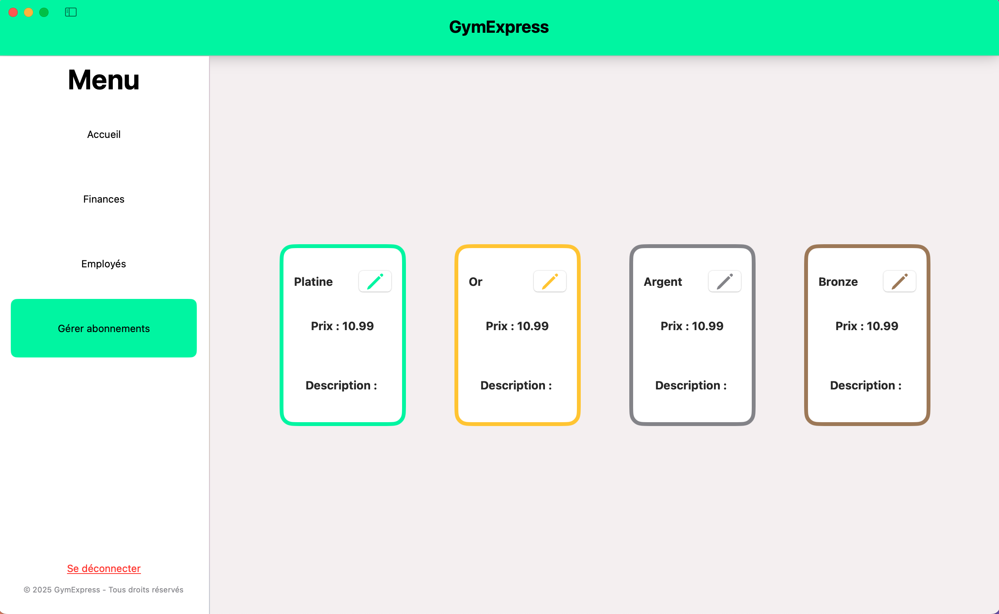 GymExpress
Menu
Accueil
Finances
Employés
Gérer abonnements
Se déconnecter
© 2025 GymExpress - Tous droits réservés
Platine
Prix : 10.99
Description :
Or
Prix : 10.99
Description :
Argent
Prix : 10.99
Description :
Bronze
Prix : 10.99
Description :